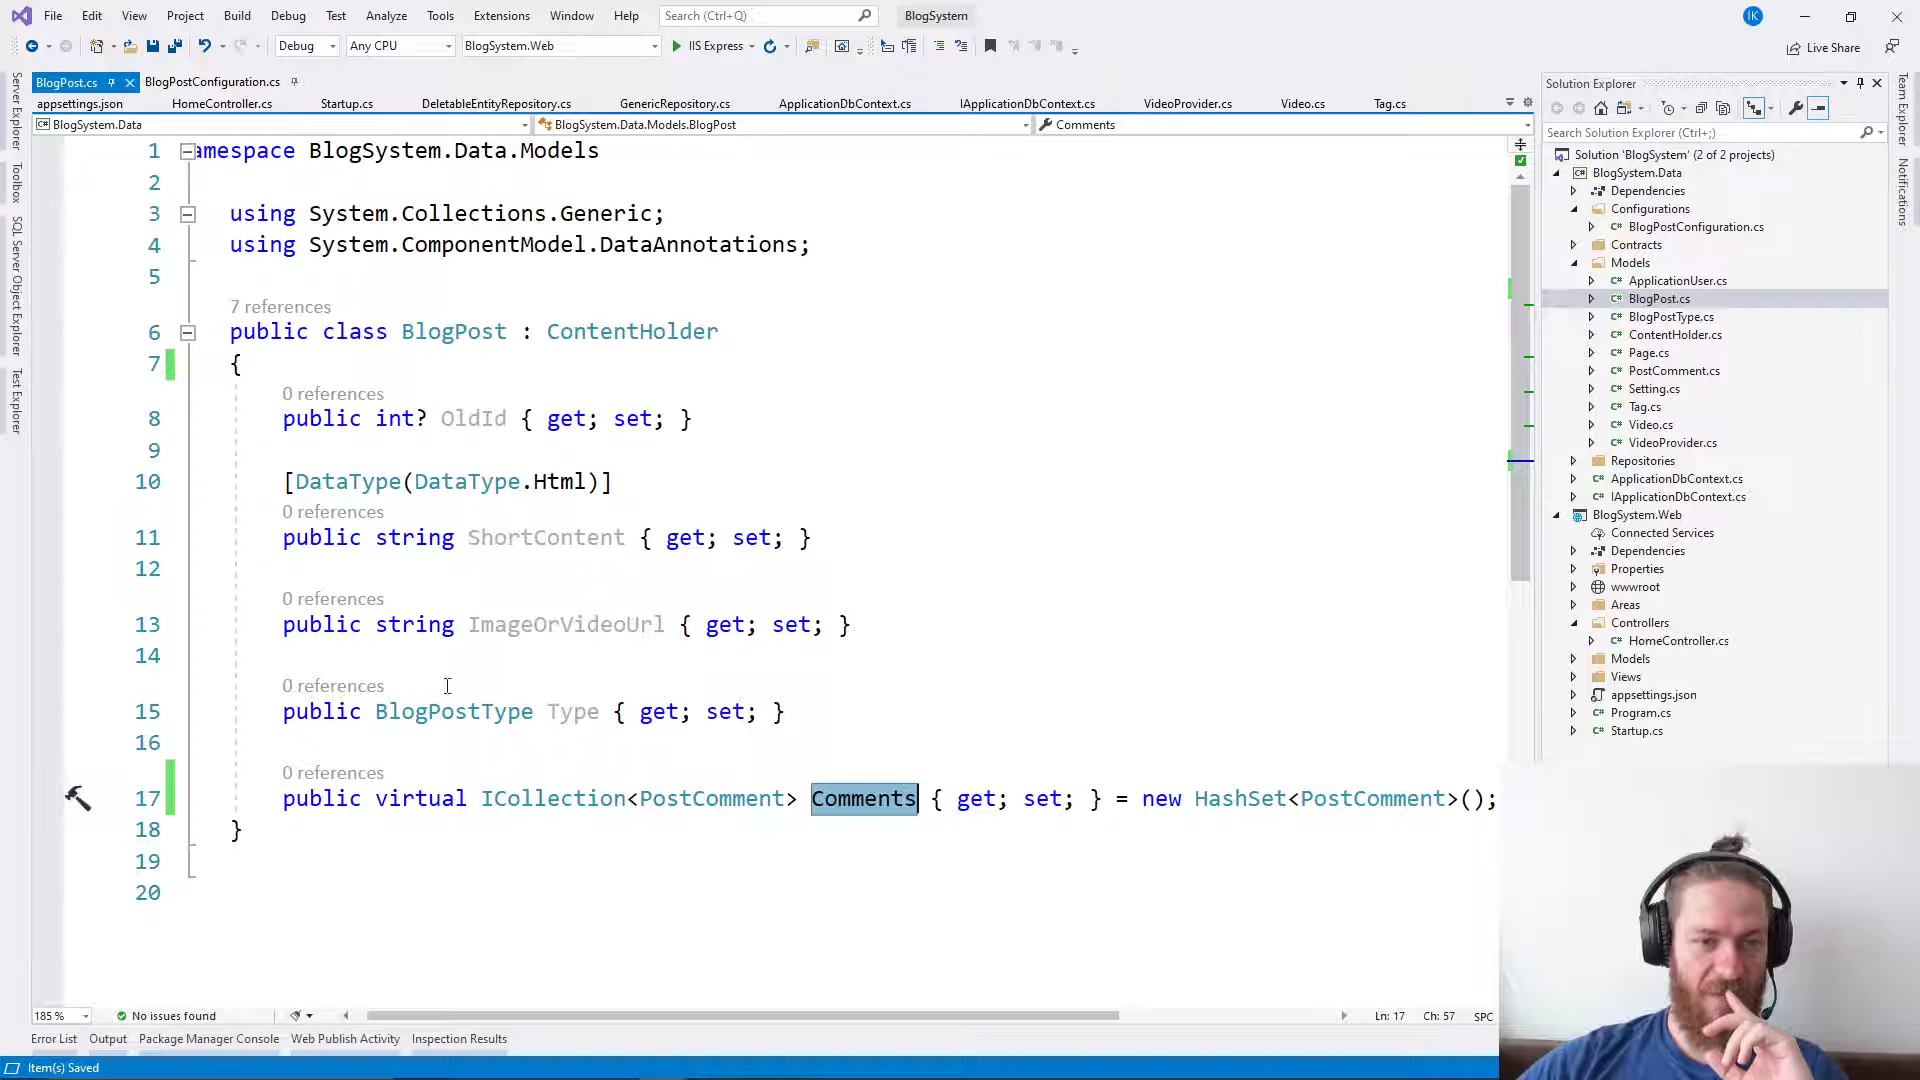 File Edit View Project Build Debug Test Analyze Tools Extensions Window Help Search (Ctrl+Q) BlogSystem IK
Debug Any CPU BlogSystem.Web IIS Express Live Share
BlogPost.cs BlogPostConfiguration.cs
appsettings.json HomeController.cs Startup.cs DeletableEntityRepository.cs GenericRepository.cs ApplicationDbContext.cs IApplicationDbContext.cs VideoProvider.cs Video.cs Tag.cs
BlogSystem.Data BlogSystem.Data.Models.BlogPost Comments
Server Explorer
Toolbox
SQL Server Object Explorer
Test Explorer
1 amespace BlogSystem.Data.Models
2
3 using System.Collections.Generic;
4 using System.ComponentModel.DataAnnotations;
5
7 references
6 public class BlogPost : ContentHolder
7 {
0 references
8 public int? OldId { get; set; }
9
10 [DataType(DataType.Html)]
0 references
11 public string ShortContent { get; set; }
12
0 references
13 public string ImageOrVideoUrl { get; set; }
14
0 references
15 public BlogPostType Type { get; set; }
16
0 references
17 public virtual ICollection<PostComment> Comments { get; set; } = new HashSet<PostComment>();
18 }
19
20
185 % No issues found Ln: 17 Ch: 57 SPC
Error List Output Package Manager Console Web Publish Activity Inspection Results
Item(s) Saved
Solution Explorer
Search Solution Explorer (Ctrl+;)
Solution 'BlogSystem' (2 of 2 projects)
BlogSystem.Data
Dependencies
Configurations
BlogPostConfiguration.cs
Contracts
Models
ApplicationUser.cs
BlogPost.cs
BlogPostType.cs
ContentHolder.cs
Page.cs
PostComment.cs
Setting.cs
Tag.cs
Video.cs
VideoProvider.cs
Repositories
ApplicationDbContext.cs
IApplicationDbContext.cs
BlogSystem.Web
Connected Services
Dependencies
Properties
wwwroot
Areas
Controllers
HomeController.cs
Models
Views
appsettings.json
Program.cs
Startup.cs
Team Explorer
Notifications